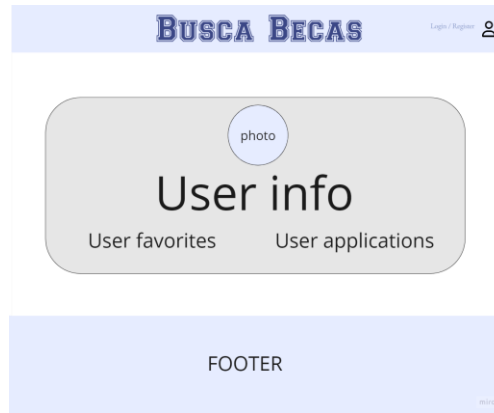 BUSCA BECAS
Login / Register
photo
User info
User favorites User applications
FOOTER